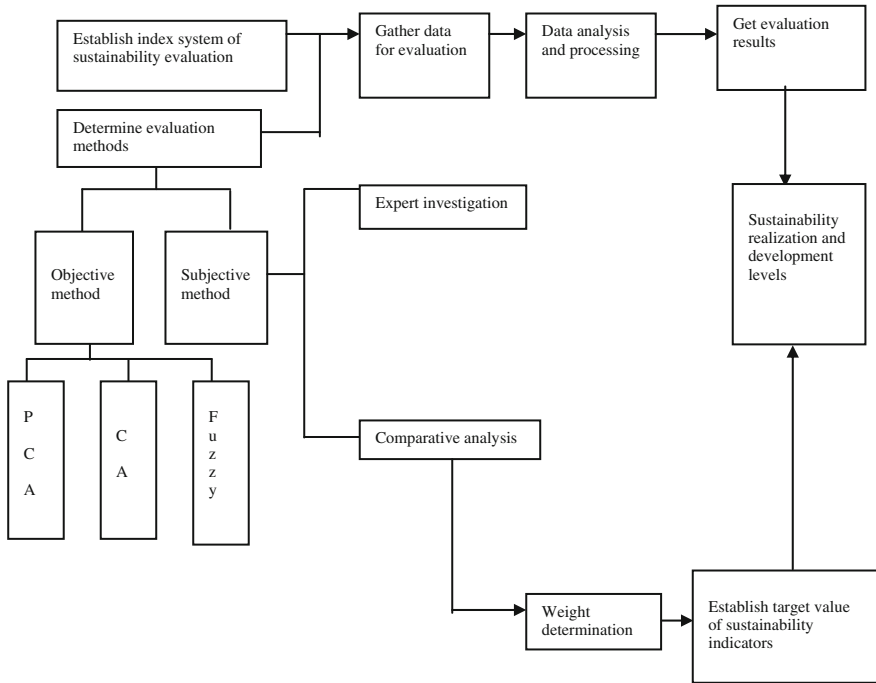 Establish index system of
sustainability evaluation
Gather data
for evaluation
Data analysis
and processing
Get evaluation
results
Determine evaluation
methods
Expert investigation
Sustainability
realization and
development
levels
Objective
method
Subjective
method
P
C
A
C
A
F
u
z
z
y
Comparative analysis
Weight
determination
Establish target value
of sustainability
indicators